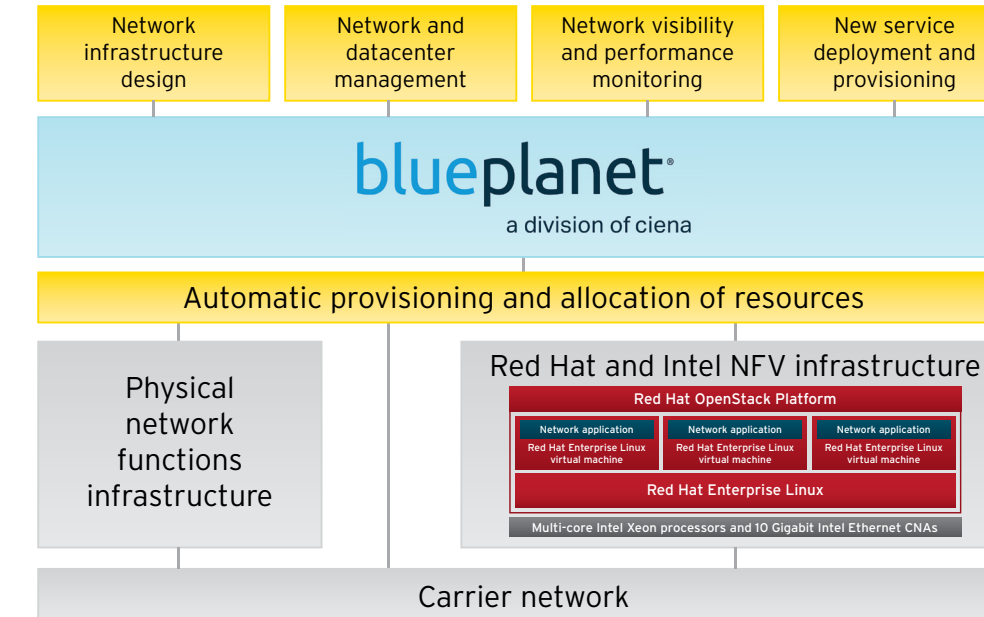 Network
infrastructure
design
Network and
datacenter
management
Network visibility
and performance
monitoring
New service
deployment and
provisioning
blueplanet®
a division of ciena
Automatic provisioning and allocation of resources
Physical
network
functions
infrastructure
Red Hat and Intel NFV infrastructure
Red Hat OpenStack Platform
Network application
Red Hat Enterprise Linux
virtual machine
Network application
Red Hat Enterprise Linux
virtual machine
Network application
Red Hat Enterprise Linux
virtual machine
Red Hat Enterprise Linux
Multi-core Intel Xeon processors and 10 Gigabit Intel Ethernet CNAs
Carrier network